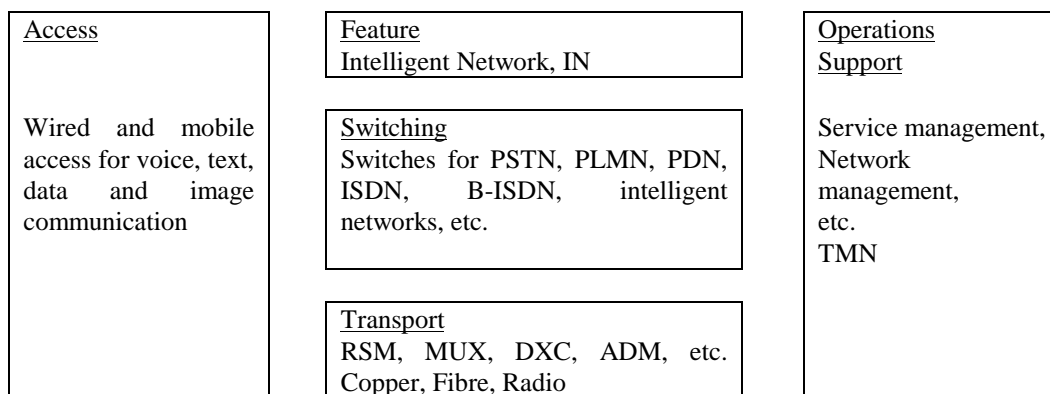 Access
Wired and mobile
access for voice, text,
data and image
communication
Feature
Intelligent Network, IN
Switching
Switches for PSTN, PLMN, PDN,
ISDN, B-ISDN, intelligent
networks, etc.
Transport
RSM, MUX, DXC, ADM, etc.
Copper, Fibre, Radio
Operations
Support
Service management,
Network
management,
etc.
TMN